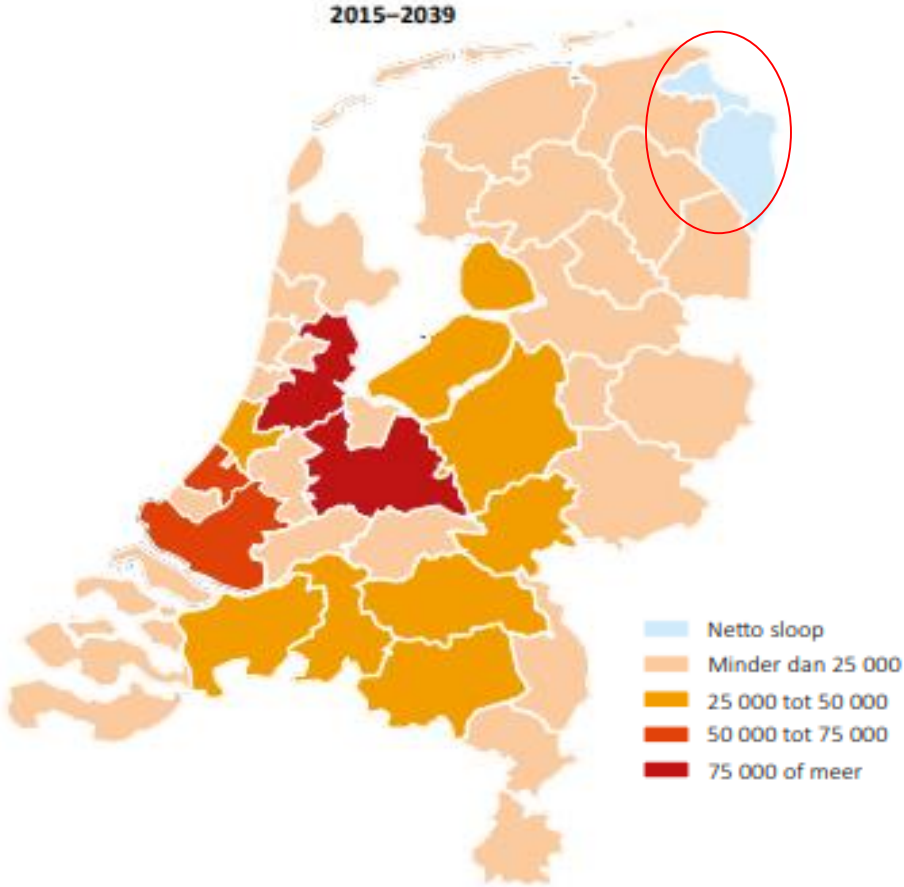 2015–2039
Netto sloop
Minder dan 25 000
25 000 tot 50 000
50 000 tot 75 000
75 000 of meer